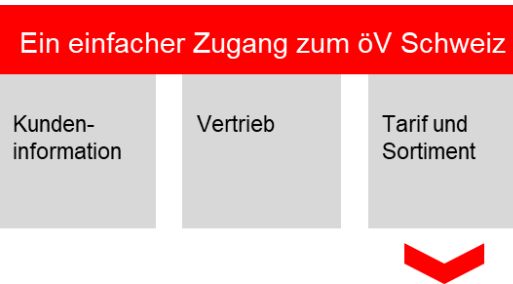 Ein einfacher Zugang zum öV Schweiz
Kunden-
information
Vertrieb
Tarif und
Sortiment